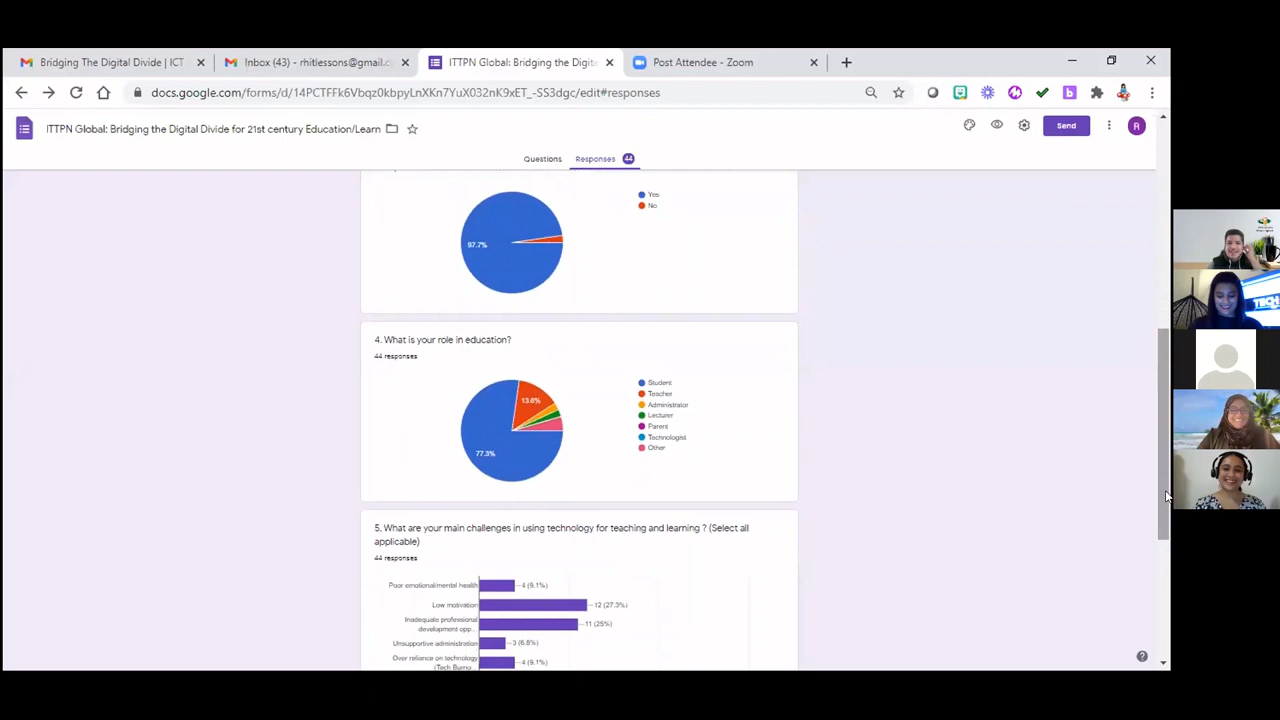 Bridging The Digital Divide | ICT
Inbox (43) - rhitlessons@gmail.c
ITTPN Global: Bridging the Digit
Post Attendee - Zoom
docs.google.com/forms/d/14PCTFFk6Vbqz0kbpyLnXKn7YuX032nK9xET_-SS3dgc/edit#responses
ITTPN Global: Bridging the Digital Divide for 21st century Education/Learn
Send
R
Questions
Responses 44
97.7%
Yes
No
4. What is your role in education?
44 responses
13.6%
77.3%
Student
Teacher
Administrator
Lecturer
Parent
Technologist
Other
5. What are your main challenges in using technology for teaching and learning ? (Select all
applicable)
44 responses
Poor emotional/mental health
4 (9.1%)
Low motivation
12 (27.3%)
Inadequate professional
development opp...
11 (25%)
Unsupportive administration
3 (6.8%)
Over reliance on technology
(Tech Burno...
4 (9.1%)
TECH